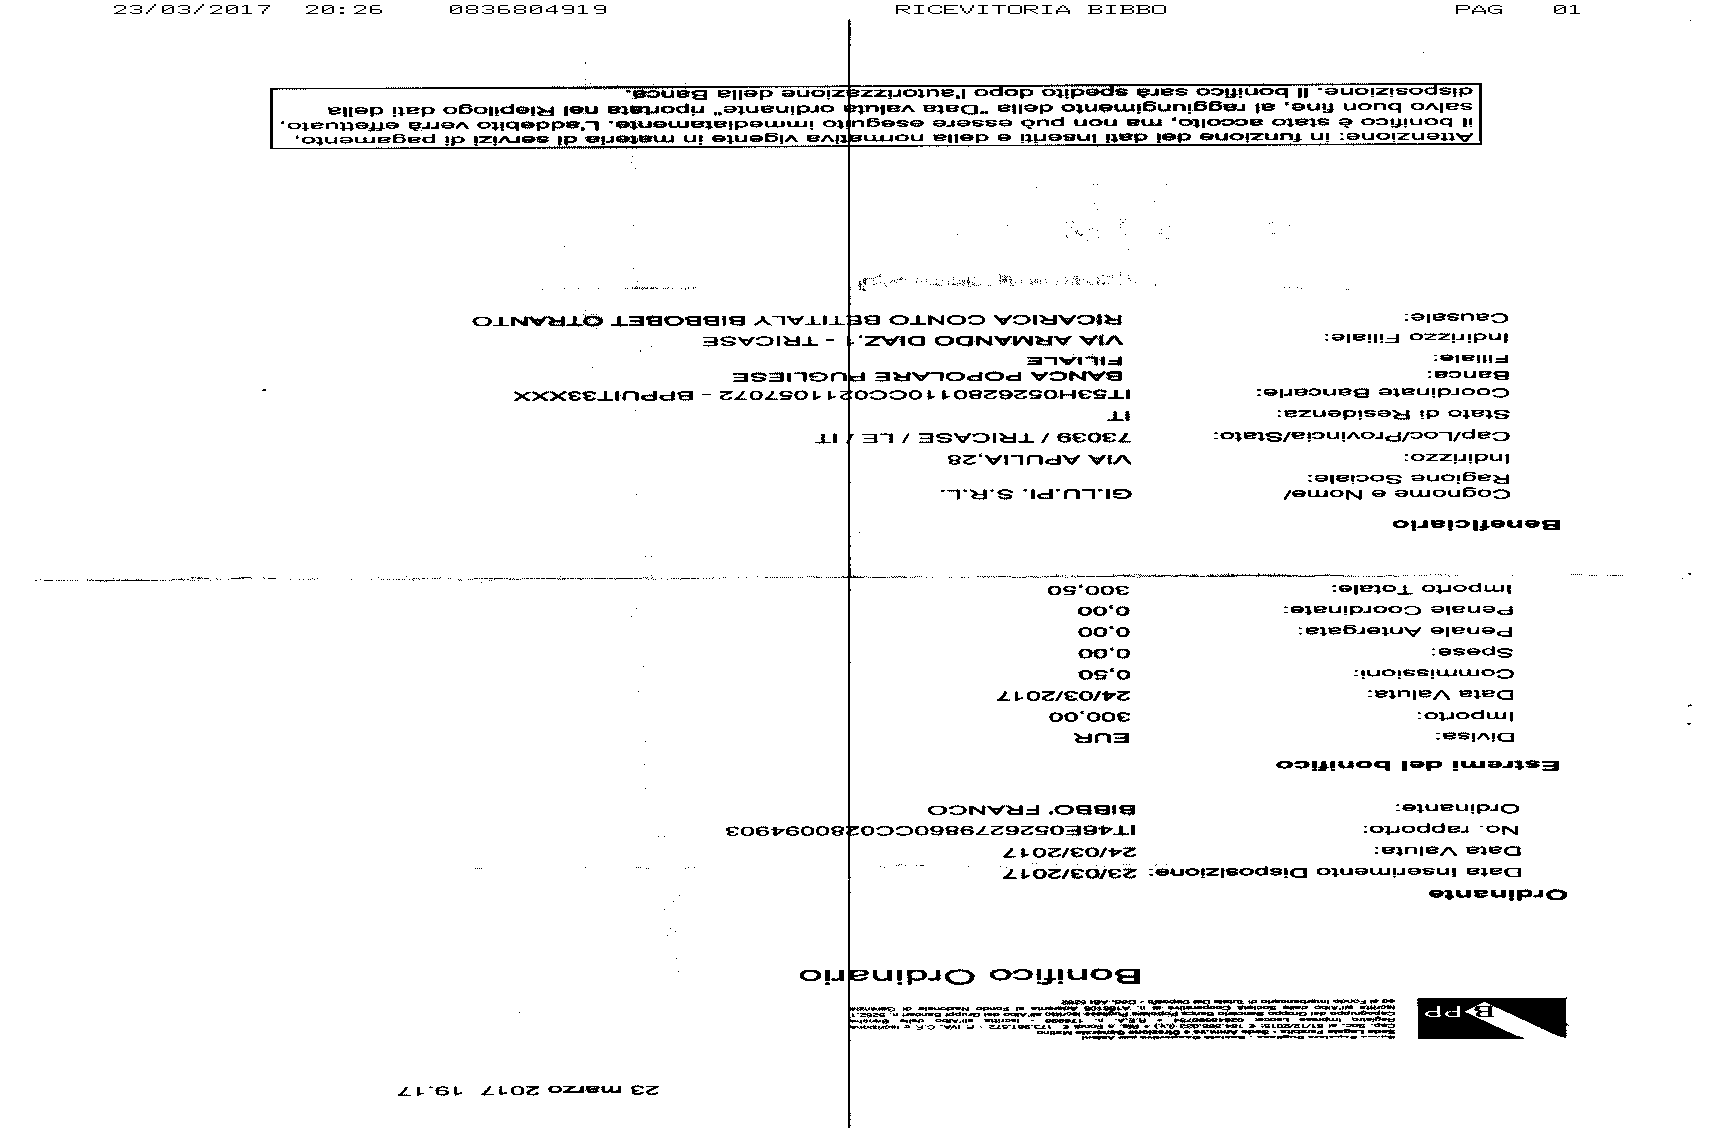 23/03/2017 20:26 0836804919 RICEVITORIA BIBBO PAG 01
23 marzo 2017 19.17
B PP
Bonifico Ordinario
Ordinante
Data Inserimento Disposizione: 23/03/2017
Data Valuta: 24/03/2017
No. rapporto: IT46E0526279860CC0280094903
Ordinante: BIBBO' FRANCO
Estremi del bonifico
Divisa: EUR
Importo: 300,00
Data Valuta: 24/03/2017
Commissioni: 0,50
Spese: 0,00
Penale Antergata: 0,00
Penale Coordinate: 0,00
Importo Totale: 300,50
Beneficiario
Cognome e Nome/ GI.LU.PI. S.R.L.
Ragione Sociale:
Indirizzo: VIA APULIA,28
Cap/Loc/Provincia/Stato: 73039 / TRICASE / LE / IT
Stato di Residenza: IT
Coordinate Bancarie: IT53H0526280110CC0211057072 - BPPUIT33XXX
Banca: BANCA POPOLARE PUGLIESE
Filiale: FILIALE
Indirizzo Filiale: VIA ARMANDO DIAZ,1 - TRICASE
Causale: RICARICA CONTO BETITALY BIBBOBET OTRANTO
Attenzione: in funzione dei dati inseriti e della normativa vigente in materia di servizi di pagamento,
il bonifico è stato accolto, ma non può essere eseguito immediatamente. L'addebito verrà effettuato,
salvo buon fine, al raggiungimento della "Data valuta ordinante" riportata nel Riepilogo dati della
disposizione. Il bonifico sarà spedito dopo l'autorizzazione della Banca.